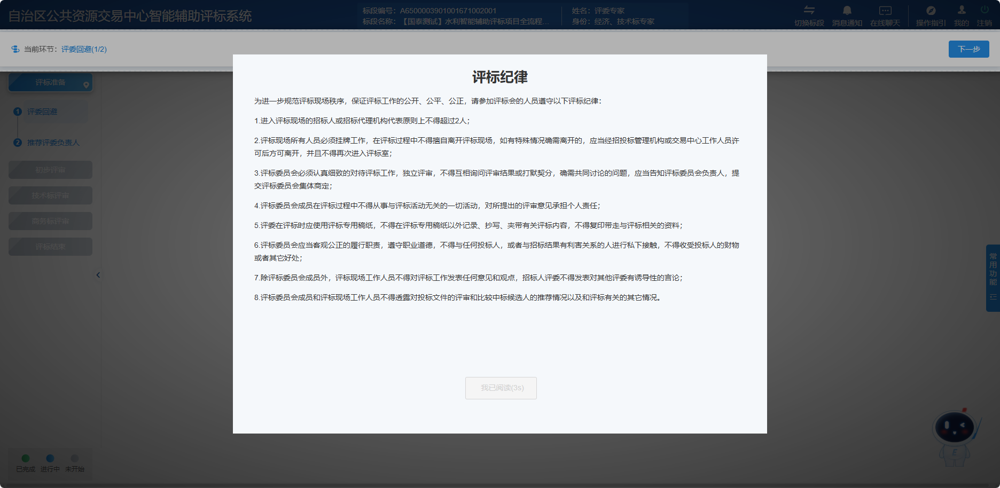 自治区公共资源交易中心智能辅助评标系统
标段编号：A6500003901001671002001
标段名称：【国泰测试】水利智能辅助评标项目全流程...
姓名：评委专家
身份：经济、技术标专家
切换标段
消息通知
在线聊天
操作指引
我的
注销
当前环节：评委回避(1/2)
下一步
评标准备
1 评委回避
2 推荐评委负责人
初步评审
技术标评审
商务标评审
评标结束
评标纪律
为进一步规范评标现场秩序，保证评标工作的公开、公平、公正，请参加评标会的人员遵守以下评标纪律：
1.进入评标现场的招标人或招标代理机构代表原则上不得超过2人；
2.评标现场所有人员必须挂牌工作，在评标过程中不得擅自离开评标现场，如有特殊情况确需离开的，应当经招投标管理机构或交易中心工作人员许
可后方可离开，并且不得再次进入评标室；
3.评标委员会必须认真细致的对待评标工作，独立评审，不得互相询问评审结果或打默契分，确需共同讨论的问题，应当告知评标委员会负责人，提
交评标委员会集体商定；
4.评标委员会成员在评标过程中不得从事与评标活动无关的一切活动，对所提出的评审意见承担个人责任；
5.评委在评标时应使用评标专用稿纸，不得在评标专用稿纸以外记录、抄写、夹带有关评标内容，不得复印带走与评标相关的资料；
6.评标委员会应当客观公正的履行职责，遵守职业道德，不得与任何投标人，或者与招标结果有利害关系的人进行私下接触，不得收受投标人的财物
或者其它好处；
7.除评标委员会成员外，评标现场工作人员不得对评标工作发表任何意见和观点，招标人评委不得发表对其他评委有诱导性的言论；
8.评标委员会成员和评标现场工作人员不得透露对投标文件的评审和比较中标候选人的推荐情况以及和评标有关的其它情况。
我已阅读(3s)
常用功能
E
已完成
进行中
未开始